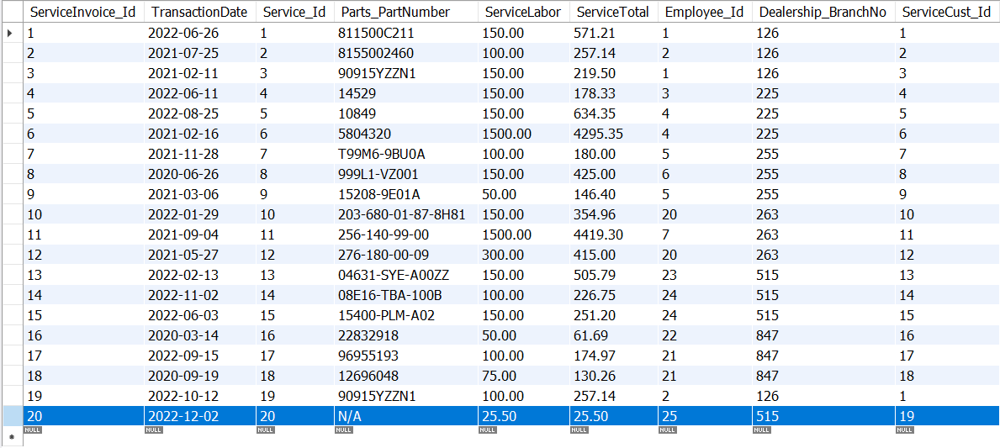 ServiceInvoice_Id TransactionDate Service_Id Parts_PartNumber ServiceLabor ServiceTotal Employee_Id Dealership_BranchNo ServiceCust_Id
1 2022-06-26 1 811500C211 150.00 571.21 1 126 1
2 2021-07-25 2 8155002460 100.00 257.14 2 126 2
3 2021-02-11 3 90915YZZN1 150.00 219.50 1 126 3
4 2022-06-11 4 14529 150.00 178.33 3 225 4
5 2022-08-25 5 10849 150.00 634.35 4 225 5
6 2021-02-16 6 5804320 1500.00 4295.35 4 225 6
7 2021-11-28 7 T99M6-9BU0A 100.00 180.00 5 255 7
8 2020-06-26 8 999L1-VZ001 150.00 425.00 6 255 8
9 2021-03-06 9 15208-9E01A 50.00 146.40 5 255 9
10 2022-01-29 10 203-680-01-87-8H81 150.00 354.96 20 263 10
11 2021-09-04 11 256-140-99-00 1500.00 4419.30 7 263 11
12 2021-05-27 12 276-180-00-09 300.00 415.00 20 263 12
13 2022-02-13 13 04631-SYE-A00ZZ 150.00 505.79 23 515 13
14 2022-11-02 14 08E16-TBA-100B 100.00 226.75 24 515 14
15 2022-06-03 15 15400-PLM-A02 150.00 251.20 24 515 15
16 2020-03-14 16 22832918 50.00 61.69 22 847 16
17 2022-09-15 17 96955193 100.00 174.97 21 847 17
18 2020-09-19 18 12696048 75.00 130.26 21 847 18
19 2022-10-12 19 90915YZZN1 100.00 257.14 2 126 1
20 2022-12-02 20 N/A 25.50 25.50 25 515 19
NULL NULL NULL NULL NULL NULL NULL NULL NULL